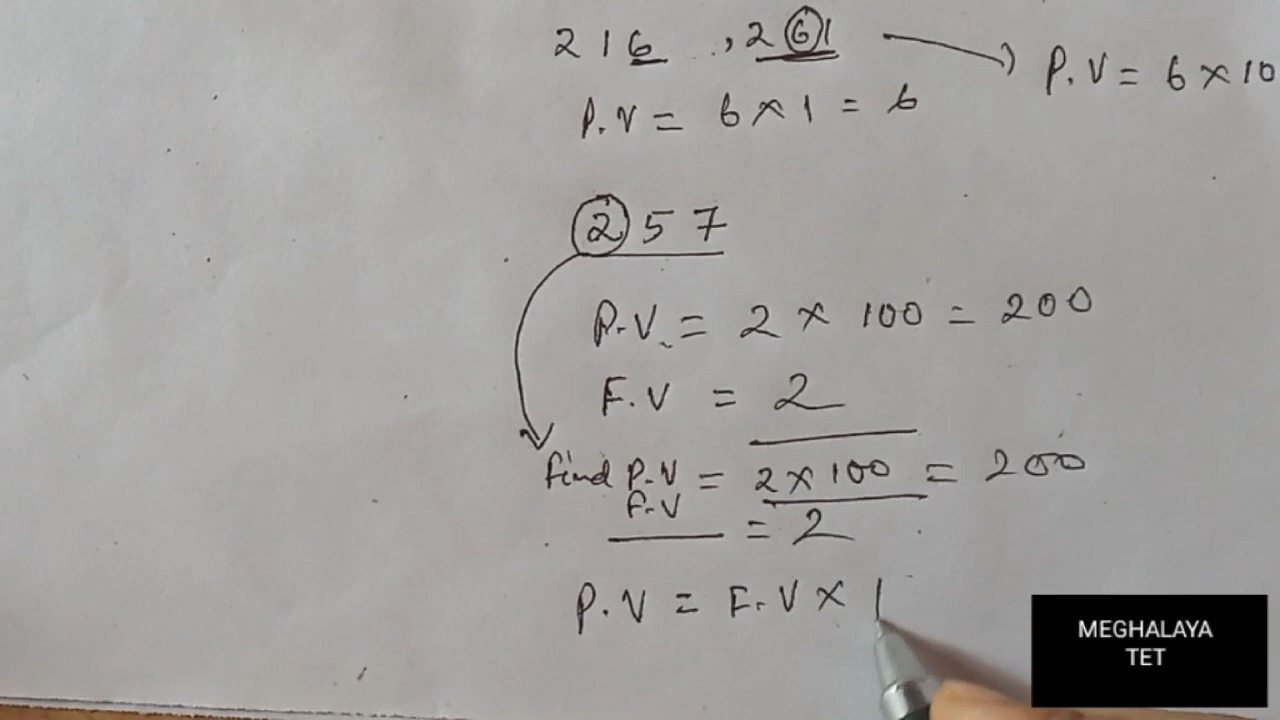 216 , 261 → P.V = 6 × 10
P.V = 6 × 1 = 6
257
P.V. = 2 × 100 = 200
F.V = 2
find P.V = 2 × 100 = 200
F.V = 2
P.V = F.V × 1
MEGHALAYA
TET